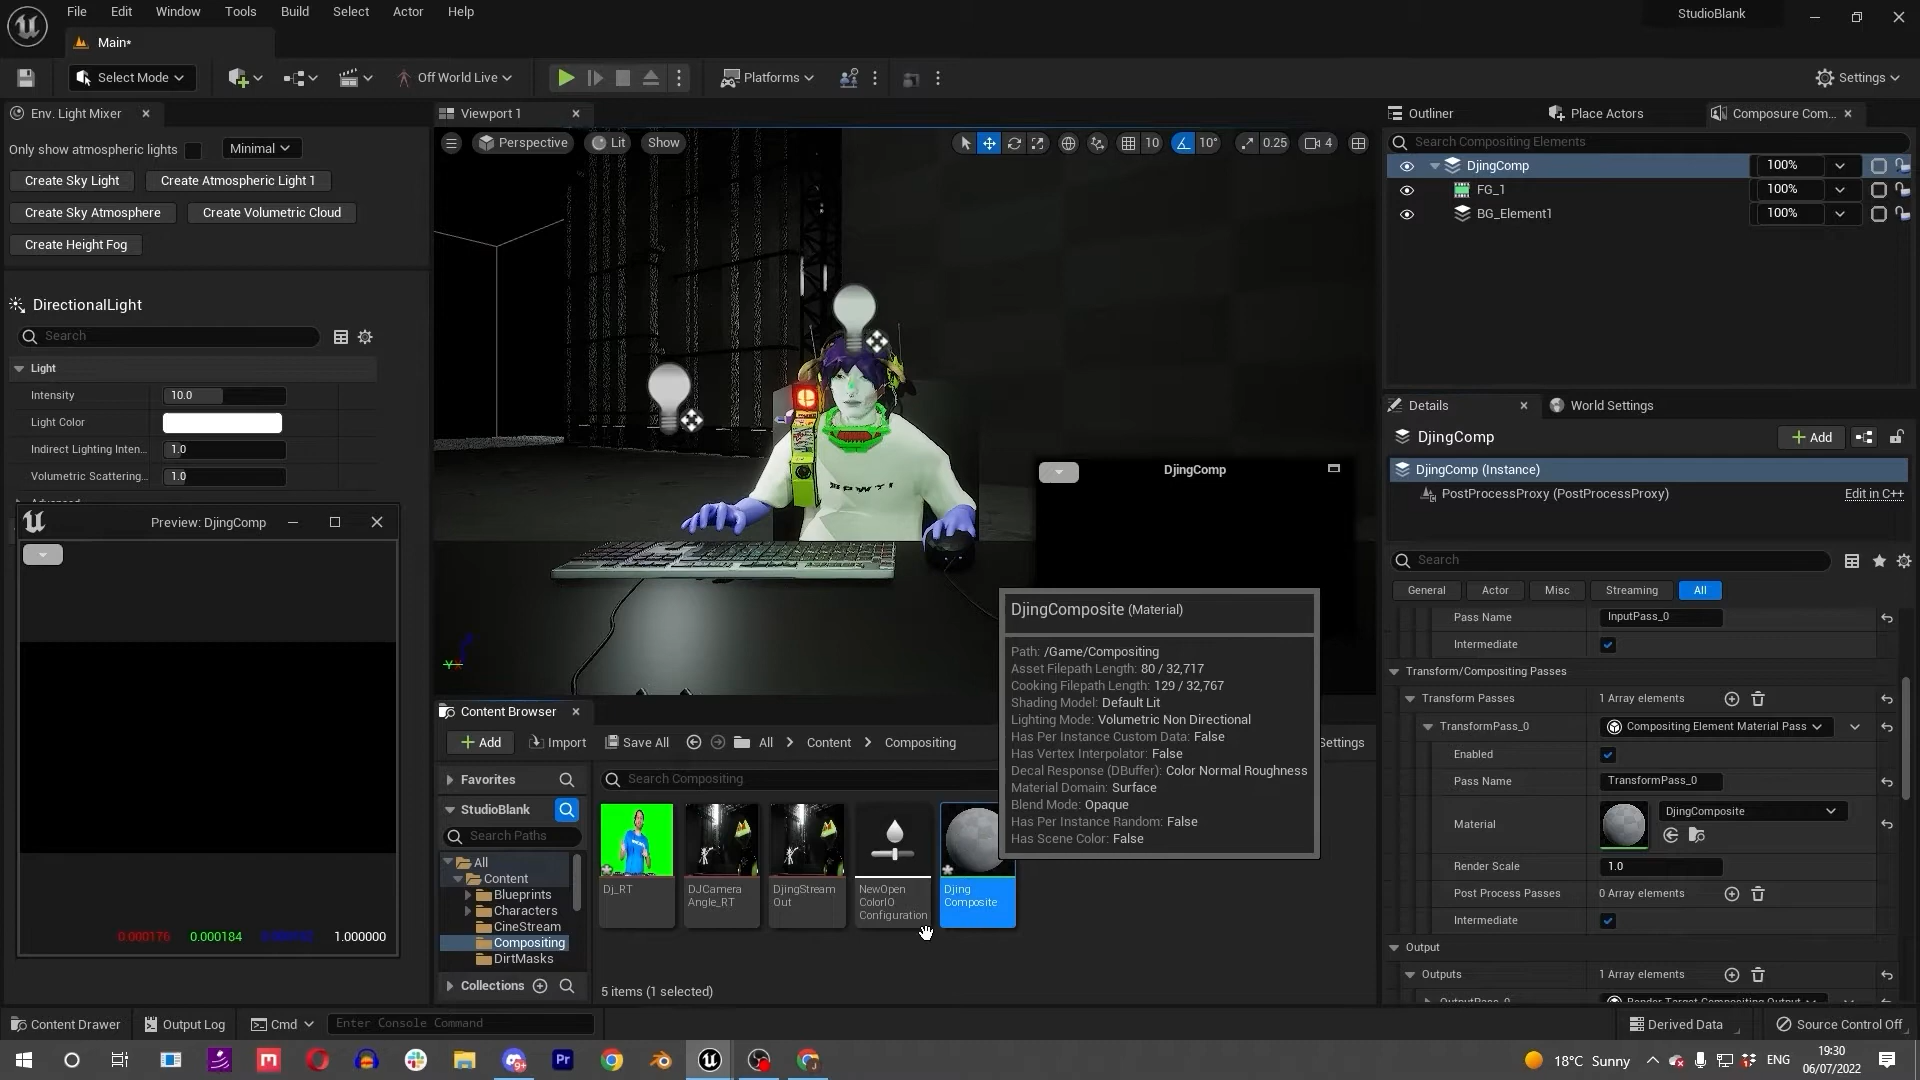 File Edit Window Tools Build Select Actor Help
StudioBlank
Main*
Select Mode
Off World Live
Platforms
Settings
Env. Light Mixer
Viewport 1
Outliner
Place Actors
Composure Com...
Only show atmospheric lights
Minimal
Perspective
Lit
Show
10
10°
0.25
4
Search Compositing Elements
DjingComp
100%
FG_1
100%
BG_Element1
100%
Create Sky Light
Create Atmospheric Light 1
Create Sky Atmosphere
Create Volumetric Cloud
Create Height Fog
DirectionalLight
Search
Light
Intensity
10.0
Light Color
Indirect Lighting Inten...
1.0
Volumetric Scattering...
1.0
Preview: DjingComp
0.000176
0.000184
1.000000
DjingComp
DjingComposite (Material)
Path: /Game/Compositing
Asset Filepath Length: 80 / 32,717
Cooking Filepath Length: 129 / 32,767
Shading Model: Default Lit
Lighting Mode: Volumetric Non Directional
Has Per Instance Custom Data: False
Has Vertex Interpolator: False
Decal Response (DBuffer): Color Normal Roughness
Material Domain: Surface
Blend Mode: Opaque
Has Per Instance Random: False
Has Scene Color: False
Content Browser
Add
Import
Save All
All
Content
Compositing
Settings
Favorites
Search Compositing
StudioBlank
Search Paths
All
Content
Blueprints
Characters
CineStream
Compositing
DirtMasks
Collections
Dj_RT
DJCamera
Angle_RT
DjingStream
Out
NewOpen
ColorIO
Configuration
Djing
Composite
5 items (1 selected)
Details
World Settings
DjingComp
Add
DjingComp (Instance)
PostProcessProxy (PostProcessProxy)
Edit in C++
Search
General
Actor
Misc
Streaming
All
Pass Name
InputPass_0
Intermediate
Transform/Compositing Passes
Transform Passes
1 Array elements
TransformPass_0
Compositing Element Material Pass
Enabled
Pass Name
TransformPass_0
Material
DjingComposite
Render Scale
1.0
Post Process Passes
0 Array elements
Intermediate
Output
Outputs
1 Array elements
Content Drawer
Output Log
Cmd
Enter Console Command
Derived Data
Source Control Off
18°C Sunny
ENG
19:30
06/07/2022